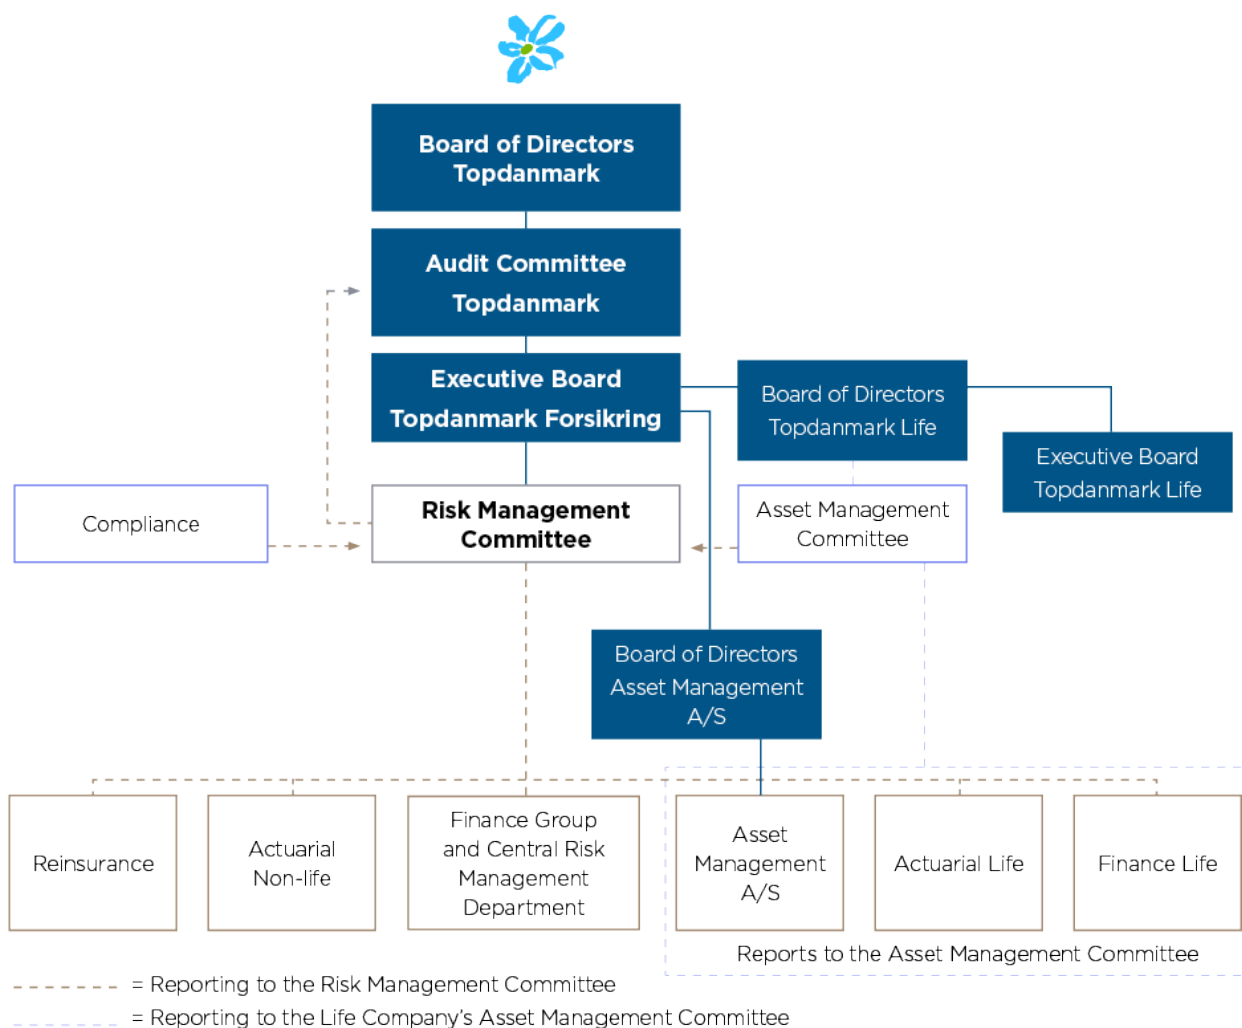 Board of Directors
Topdanmark
Audit Committee
Topdanmark
Executive Board
Topdanmark Forsikring
Board of Directors
Topdanmark Life
Executive Board
Topdanmark Life
Compliance
Risk Management
Committee
Asset Management
Committee
Board of Directors
Asset Management
A/S
Reinsurance
Actuarial
Non-life
Finance Group
and Central Risk
Management
Department
Asset
Management
A/S
Actuarial Life
Finance Life
Reports to the Asset Management Committee
= Reporting to the Risk Management Committee
= Reporting to the Life Company's Asset Management Committee